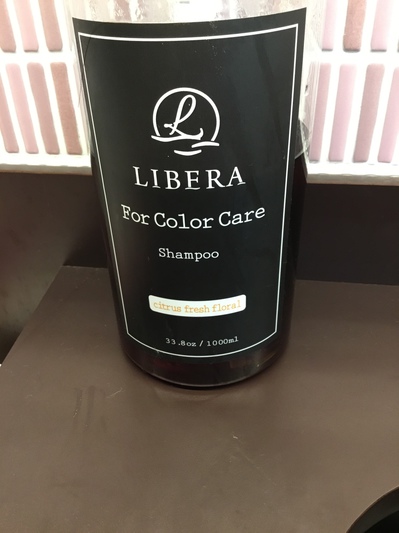 L
LIBERA
For Color Care
Shampoo
citrus fresh floral
33.8oz / 1000ml